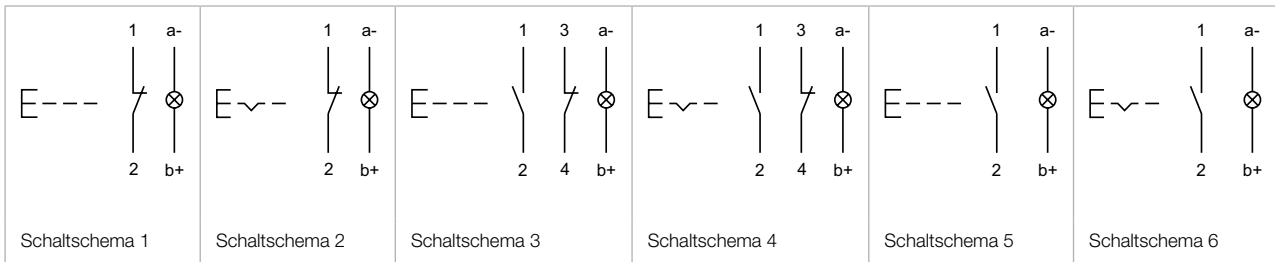 1 a- 1 a- 1 3 a- 1 3 a- 1 a- 1 a-
2 b+ 2 b+ 2 4 b+ 2 4 b+ 2 b+ 2 b+
Schaltschema 1 Schaltschema 2 Schaltschema 3 Schaltschema 4 Schaltschema 5 Schaltschema 6